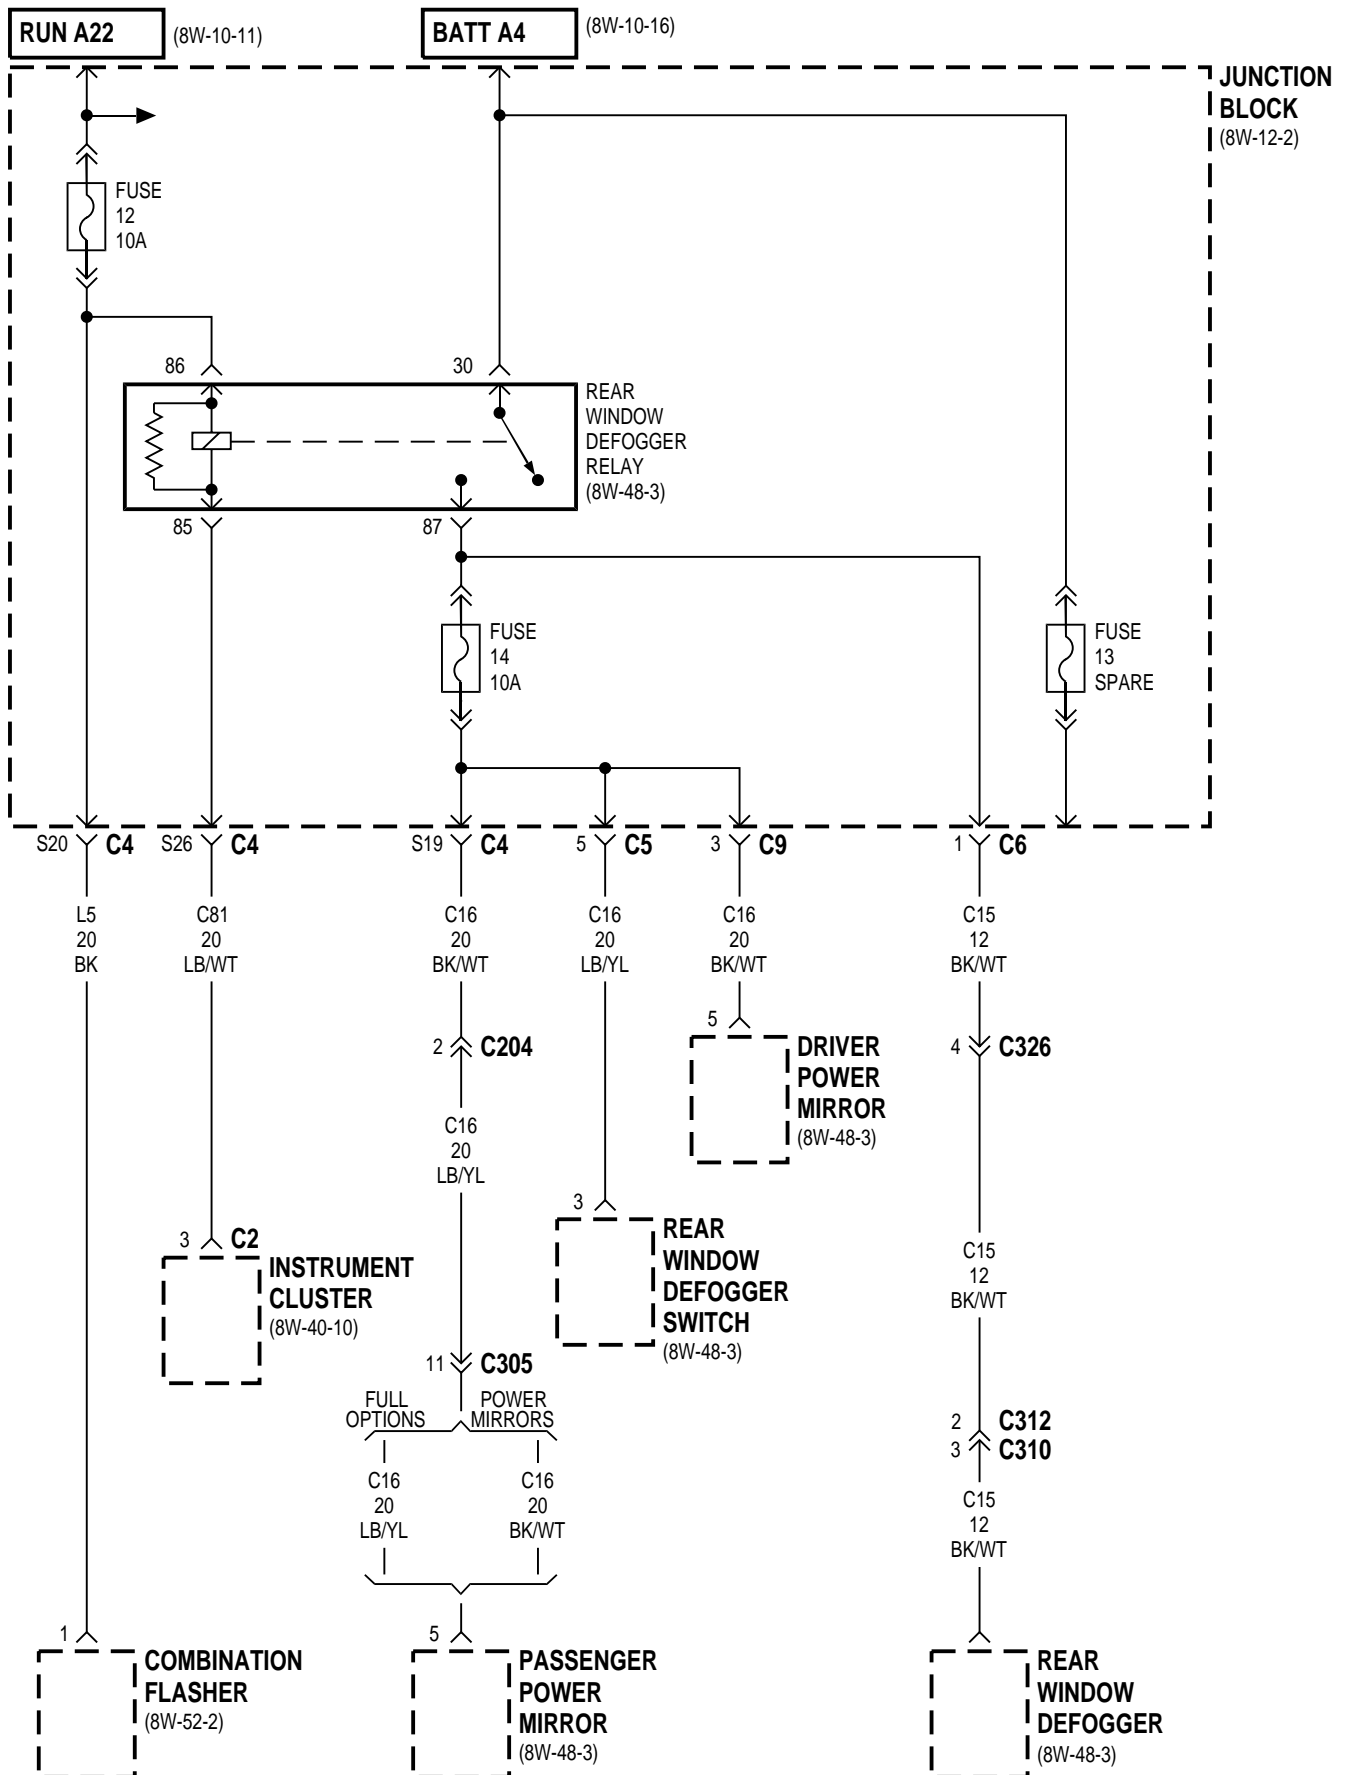 RUN A22
(8W-10-11)
BATT A4
(8W-10-16)
JUNCTION
BLOCK
(8W-12-2)
FUSE
12
10A
86
30
REAR
WINDOW
DEFOGGER
RELAY
(8W-48-3)
85
87
FUSE
14
10A
FUSE
13
SPARE
S20 C4
S26 C4
S19 C4
5 C5
3 C9
1 C6
L5
20
BK
C81
20
LB/WT
C16
20
BK/WT
C16
20
LB/YL
C16
20
BK/WT
C15
12
BK/WT
2 C204
5
DRIVER
POWER
MIRROR
(8W-48-3)
4 C326
C16
20
LB/YL
3
REAR
WINDOW
DEFOGGER
SWITCH
(8W-48-3)
3 C2
INSTRUMENT
CLUSTER
(8W-40-10)
C15
12
BK/WT
11 C305
FULL
OPTIONS
POWER
MIRRORS
2 C312
3 C310
C16
20
LB/YL
C16
20
BK/WT
C15
12
BK/WT
1
COMBINATION
FLASHER
(8W-52-2)
5
PASSENGER
POWER
MIRROR
(8W-48-3)
REAR
WINDOW
DEFOGGER
(8W-48-3)